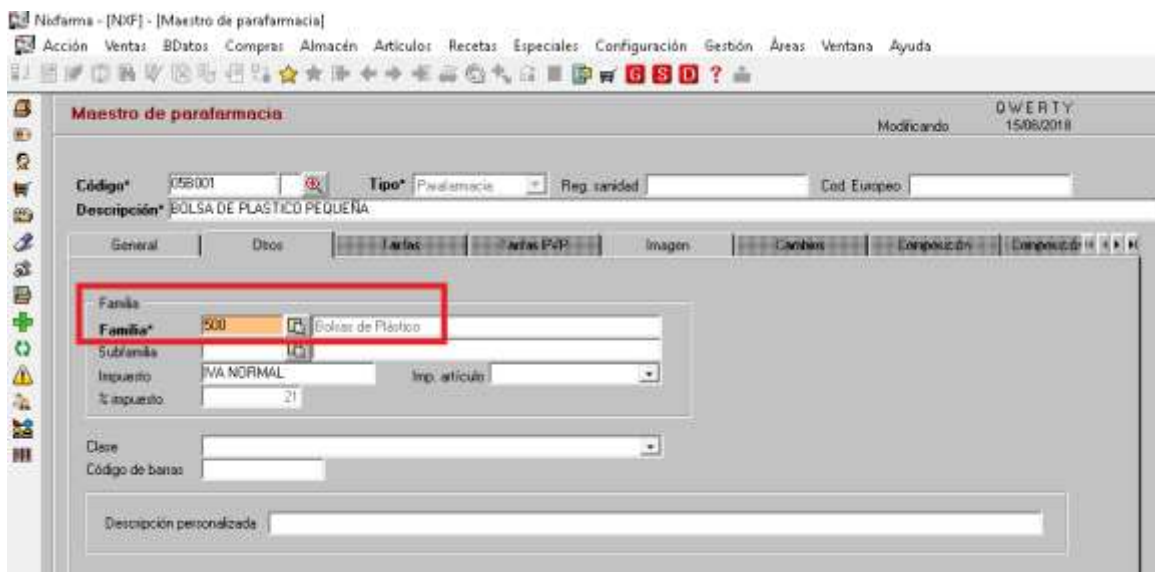 Nixfarma - [NXF] - [Maestro de parafarmacia]
Acción Ventas BDatos Compras Almacén Artículos Recetas Especiales Configuración Gestión Áreas Ventana Ayuda
G S D ?
Maestro de parafarmacia
Modificando
QWERTY
15/08/2018
Código* 05B001 Tipo* Parafarmacia Reg. sanidad Cod. Europeo
Descripción* BOLSA DE PLASTICO PEQUEÑA
General Otros Tarifas Tarifas PVP Imagen Cambios Composición Composición
Familia
Familia* 500 Bolsas de Plástico
Subfamilia
Impuesto IVA NORMAL Imp. artículo
% impuesto 21
Clase
Código de barras
Descripción personalizada